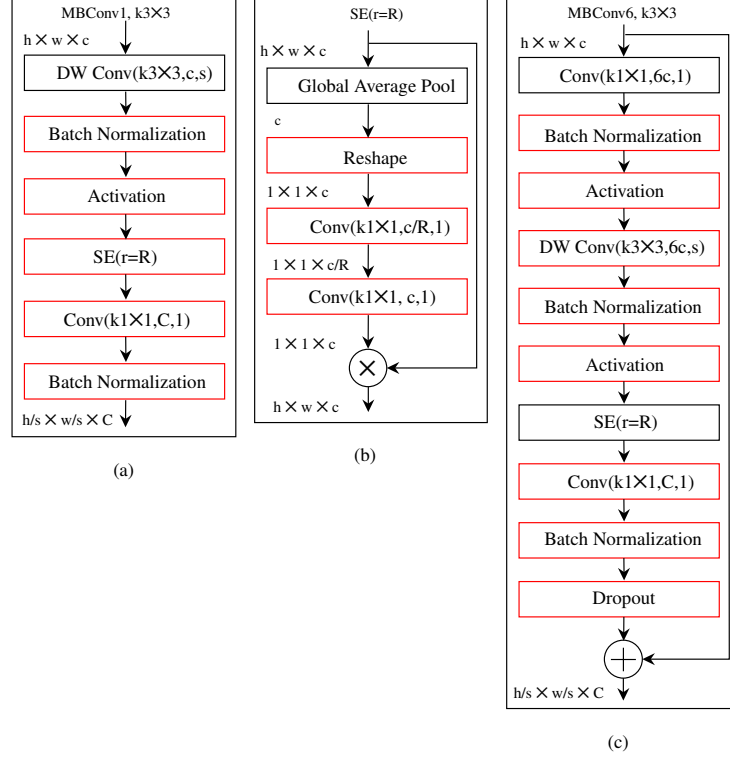 MBConv1, k3×3
h×w×c
DW Conv(k3×3,c,s)
Batch Normalization
Activation
SE(r=R)
Conv(k1×1,C,1)
Batch Normalization
h/s×w/s×C
(a)
SE(r=R)
h×w×c
Global Average Pool
c
Reshape
1×1×c
Conv(k1×1,c/R,1)
1×1×c/R
Conv(k1×1, c,1)
1×1×c
h×w×c
(b)
MBConv6, k3×3
h×w×c
Conv(k1×1,6c,1)
Batch Normalization
Activation
DW Conv(k3×3,6c,s)
Batch Normalization
Activation
SE(r=R)
Conv(k1×1,C,1)
Batch Normalization
Dropout
h/s×w/s×C
(c)